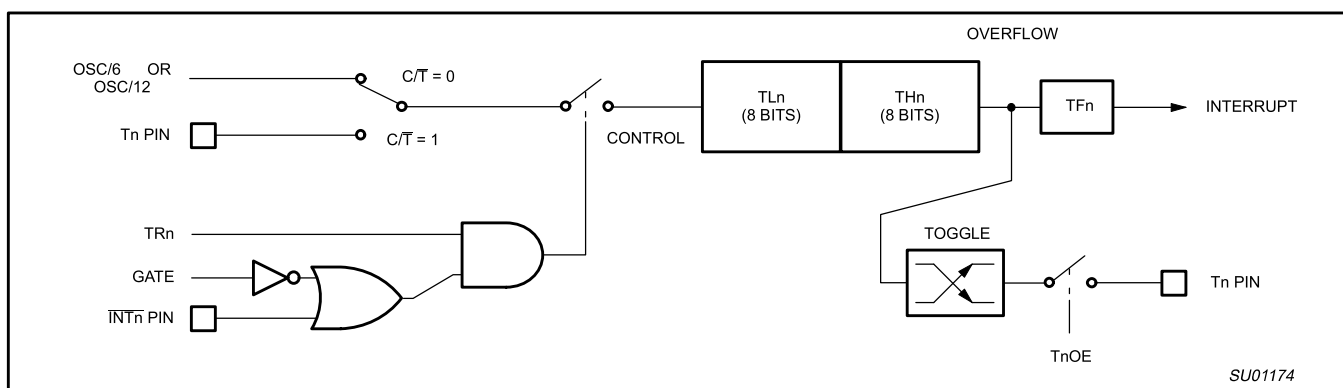 OVERFLOW
OSC/6 OR
OSC/12
C/T̅ = 0
TLn
(8 BITS)
THn
(8 BITS)
TFn
INTERRUPT
Tn PIN
C/T̅ = 1
CONTROL
TRn
TOGGLE
GATE
Tn PIN
I̅N̅T̅n̅ PIN
TnOE
SU01174